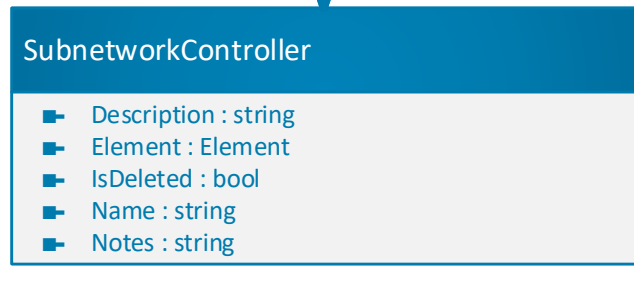 SubnetworkController
Description : string
Element : Element
IsDeleted : bool
Name : string
Notes : string